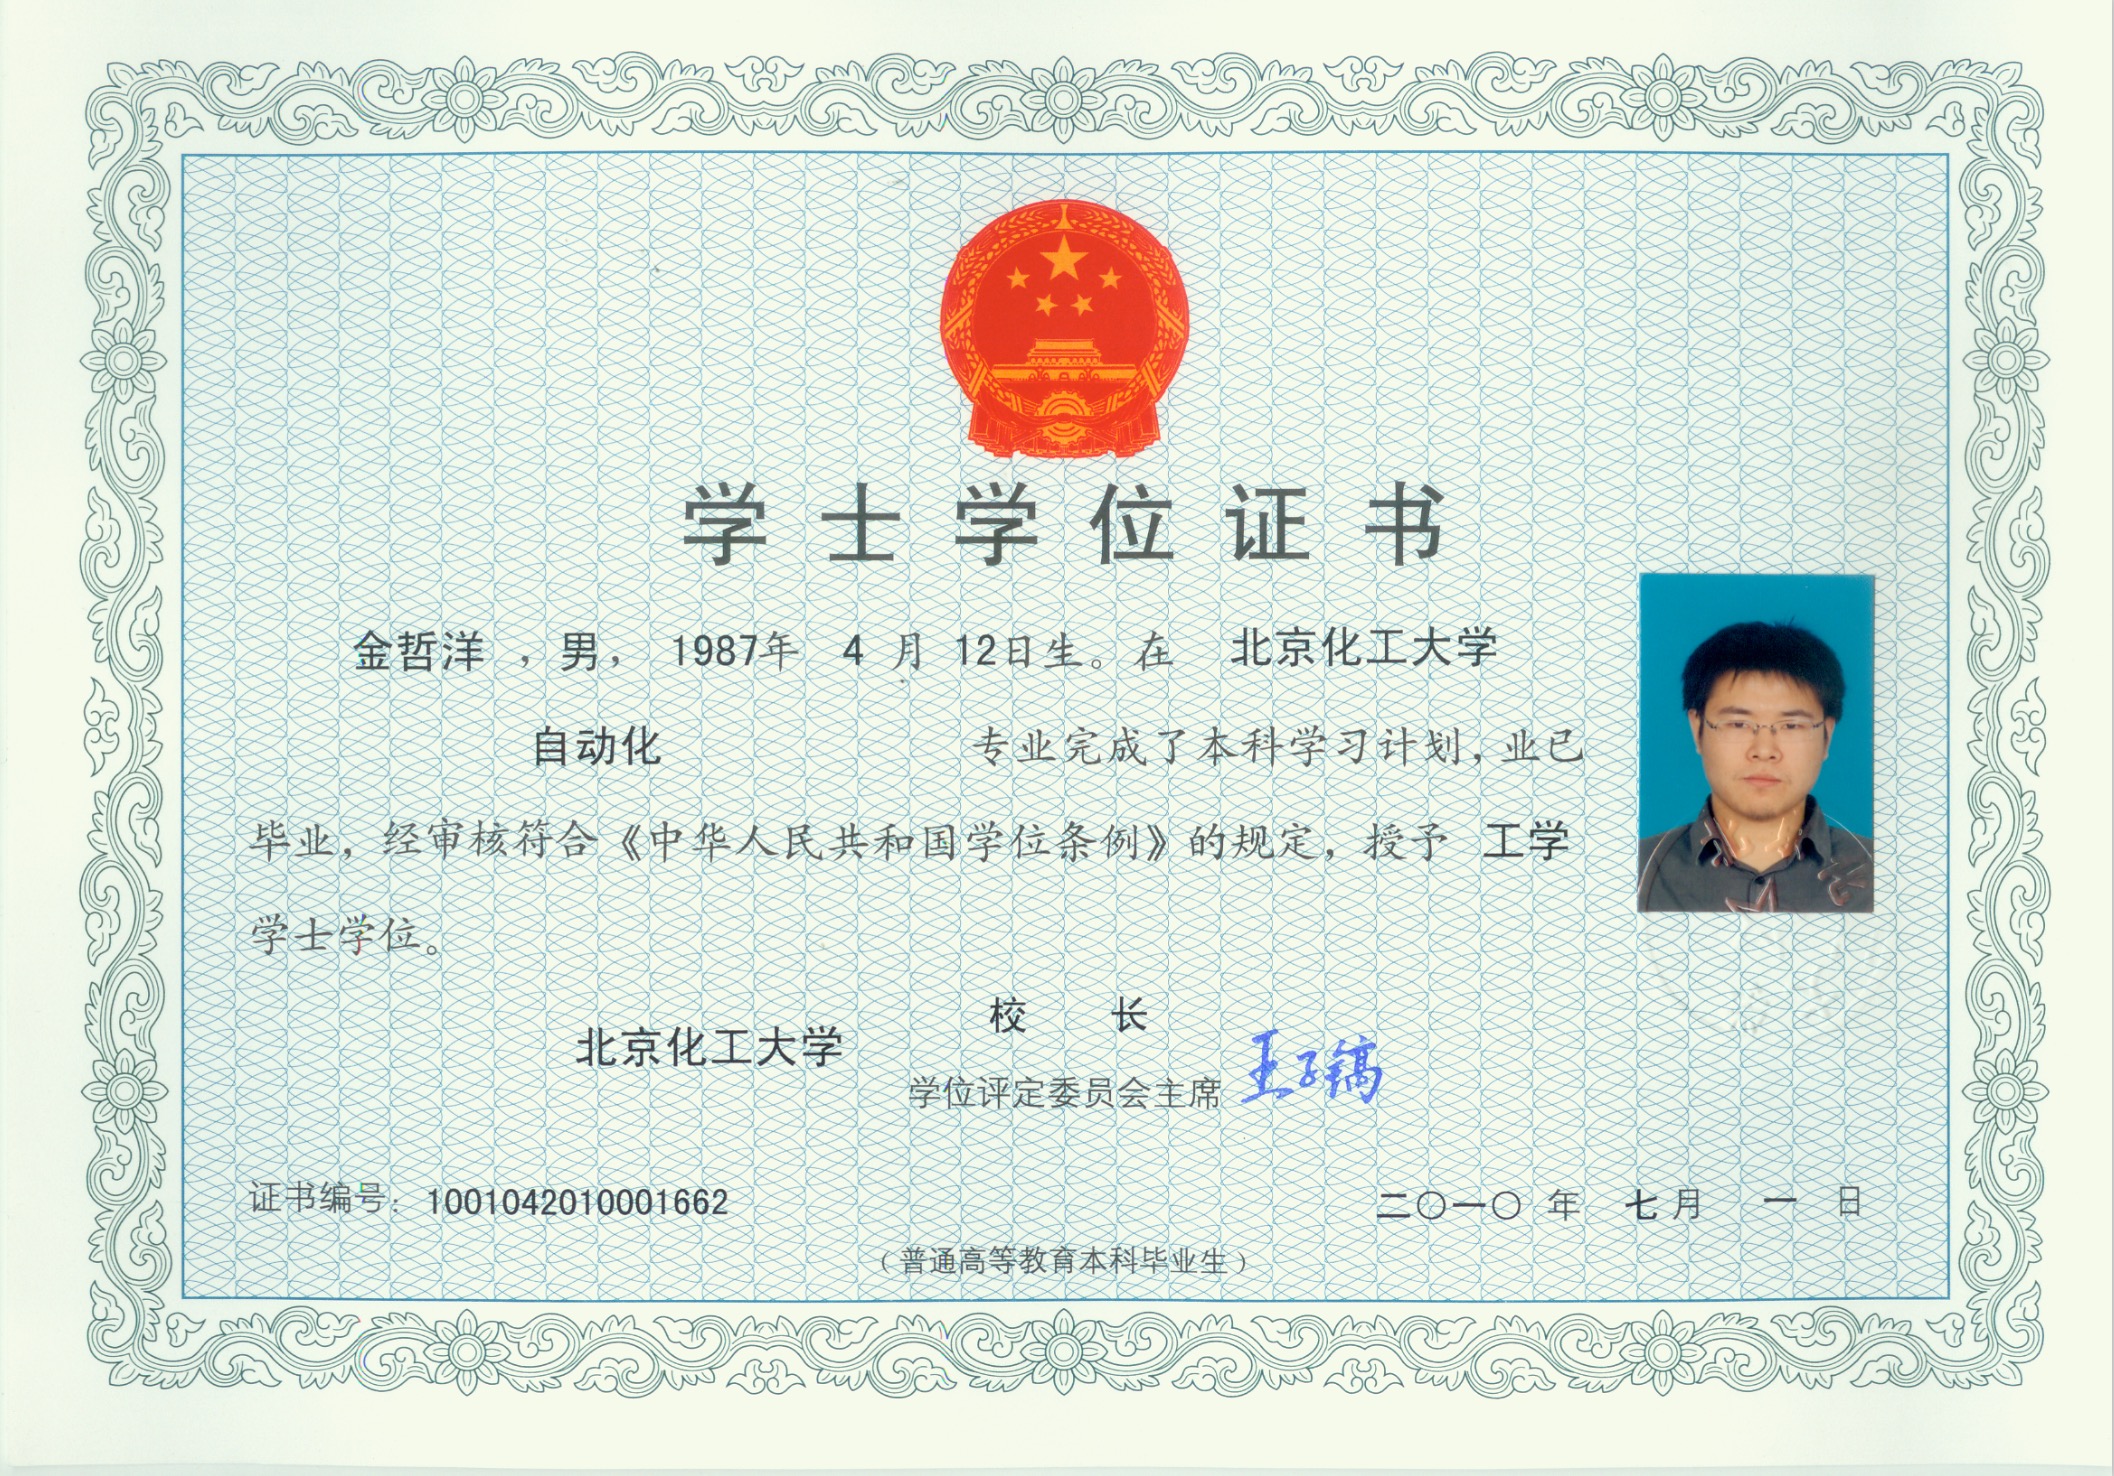 学士学位证书
金哲洋 ，男， 1987年 4 月 12日生。在 北京化工大学
自动化 专业完成了本科学习计划，业已
毕业，经审核符合《中华人民共和国学位条例》的规定，授予 工学
学士学位。
北京化工大学
校 长
学位评定委员会主席 王子镐
证书编号：1001042010001662
二〇一〇 年 七月 一 日
（普通高等教育本科毕业生）